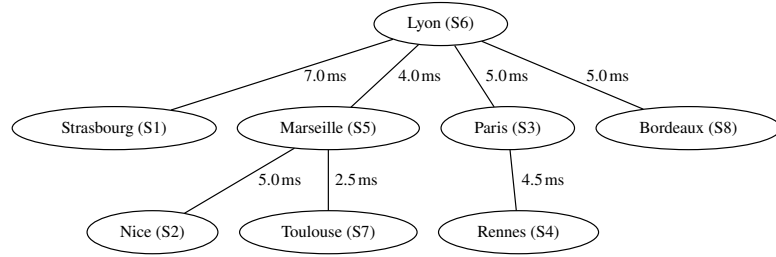 Lyon (S6)
7.0 ms
4.0 ms
5.0 ms
5.0 ms
Strasbourg (S1)
Marseille (S5)
Paris (S3)
Bordeaux (S8)
5.0 ms
2.5 ms
4.5 ms
Nice (S2)
Toulouse (S7)
Rennes (S4)